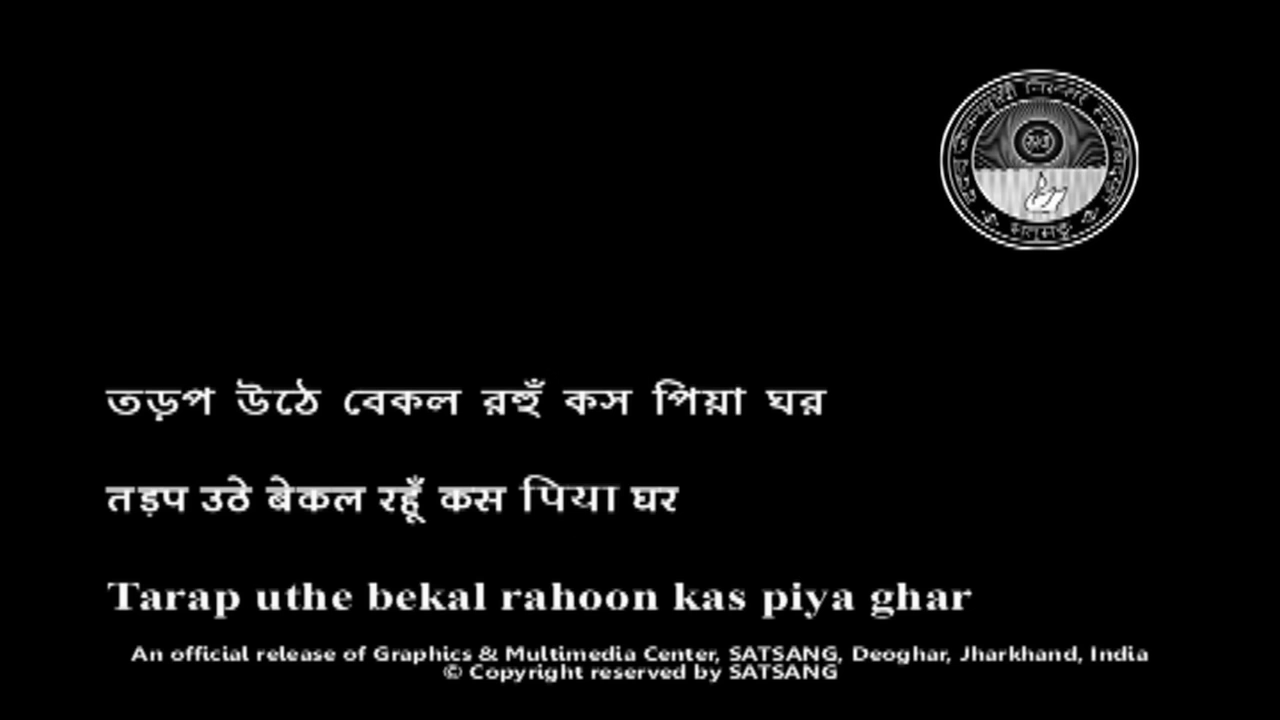 তড়প উঠে বেকল রহুঁ কস পিয়া ঘর
तड़प उठे बेकल रहूँ कस पिया घर
Tarap uthe bekal rahoon kas piya ghar
An official release of Graphics & Multimedia Center, SATSANG, Deoghar, Jharkhand, India
© Copyright reserved by SATSANG